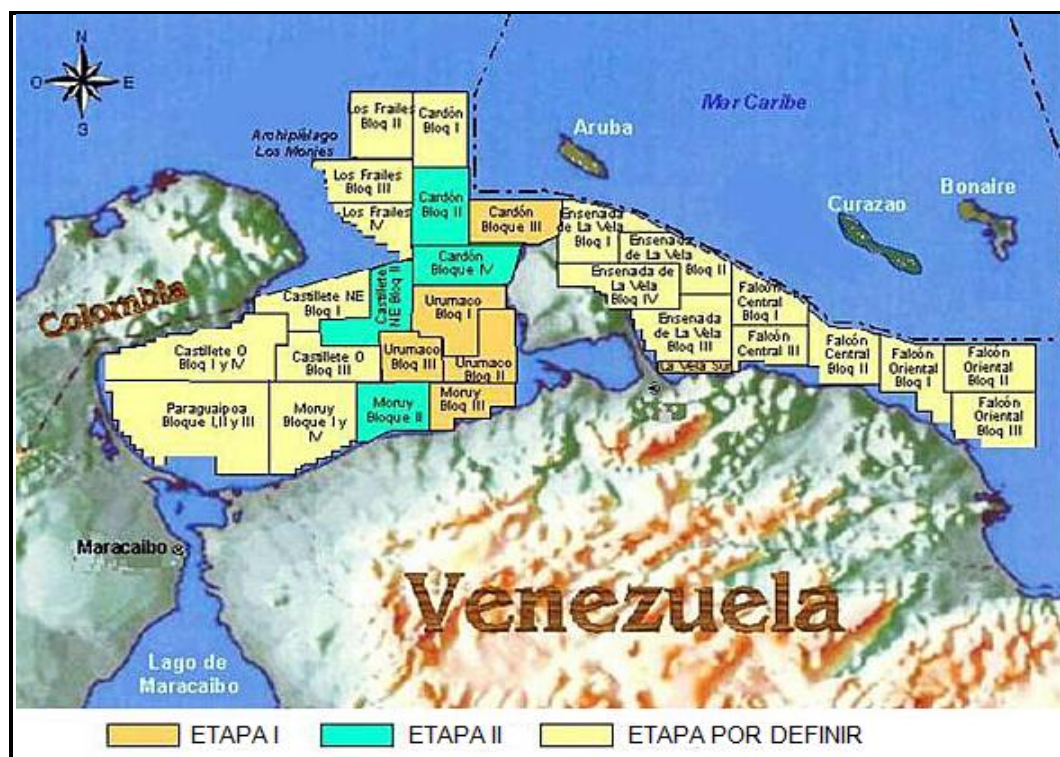 N
O
E
S
Mar Caribe
Los Frailes
Bloq II
Cardón
Bloq I
Archipiélago
Los Monjes
Aruba
Bonaire
Curazao
Los Frailes
Bloq III
Los Frailes
IV
Cardón
Bloq II
Cardón
Bloque III
Cardón
Bloque IV
Ensenada
de La Vela
Bloq I
Ensenada de
La Vela
Bloq II
Ensenada de
La Vela
Bloq IV
Ensenada
de La Vela
Bloq III
La Vela Sur
Falcón
Central
Bloq I
Falcón
Central III
Falcón
Central
Bloq II
Falcón
Oriental
Bloq I
Falcón
Oriental
Bloq II
Falcón
Oriental
Bloq III
Colombia
Castillete NE
Bloq I
Castillete
NE Bloq II
Urumaco
Bloq I
Castillete O
Bloq I y IV
Castillete O
Bloq III
Urumaco
Bloq III
Urumaco
Bloq II
Paraguaipoa
Bloque I,II y III
Moruy
Bloque I y
IV
Moruy
Bloque II
Moruy
Bloq III
Maracaibo
Venezuela
Lago de
Maracaibo
ETAPA I
ETAPA II
ETAPA POR DEFINIR